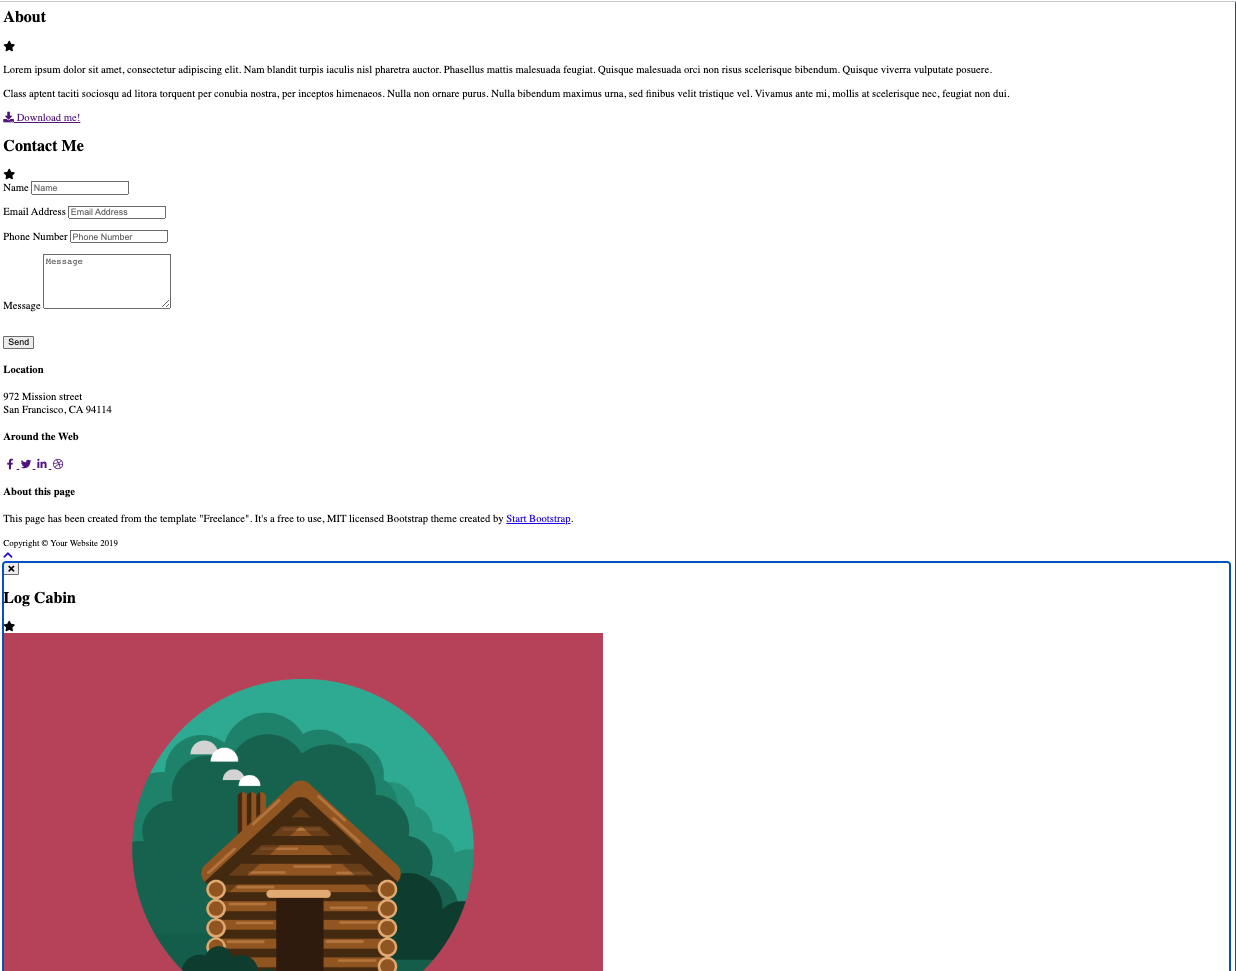 About
Lorem ipsum dolor sit amet, consectetur adipiscing elit. Nam blandit turpis iaculis nisl pharetra auctor. Phasellus mattis malesuada feugiat. Quisque malesuada orci non risus scelerisque bibendum. Quisque viverra vulputate posuere.
Class aptent taciti sociosqu ad litora torquent per conubia nostra, per inceptos himenaeos. Nulla non ornare purus. Nulla bibendum maximus urna, sed finibus velit tristique vel. Vivamus ante mi, mollis at scelerisque nec, feugiat non dui.
Download me!
Contact Me
Name Name
Email Address Email Address
Phone Number Phone Number
Message
Message
Send
Location
972 Mission street
San Francisco, CA 94114
Around the Web
About this page
This page has been created from the template "Freelance". It's a free to use, MIT licensed Bootstrap theme created by Start Bootstrap.
Copyright © Your Website 2019
Log Cabin